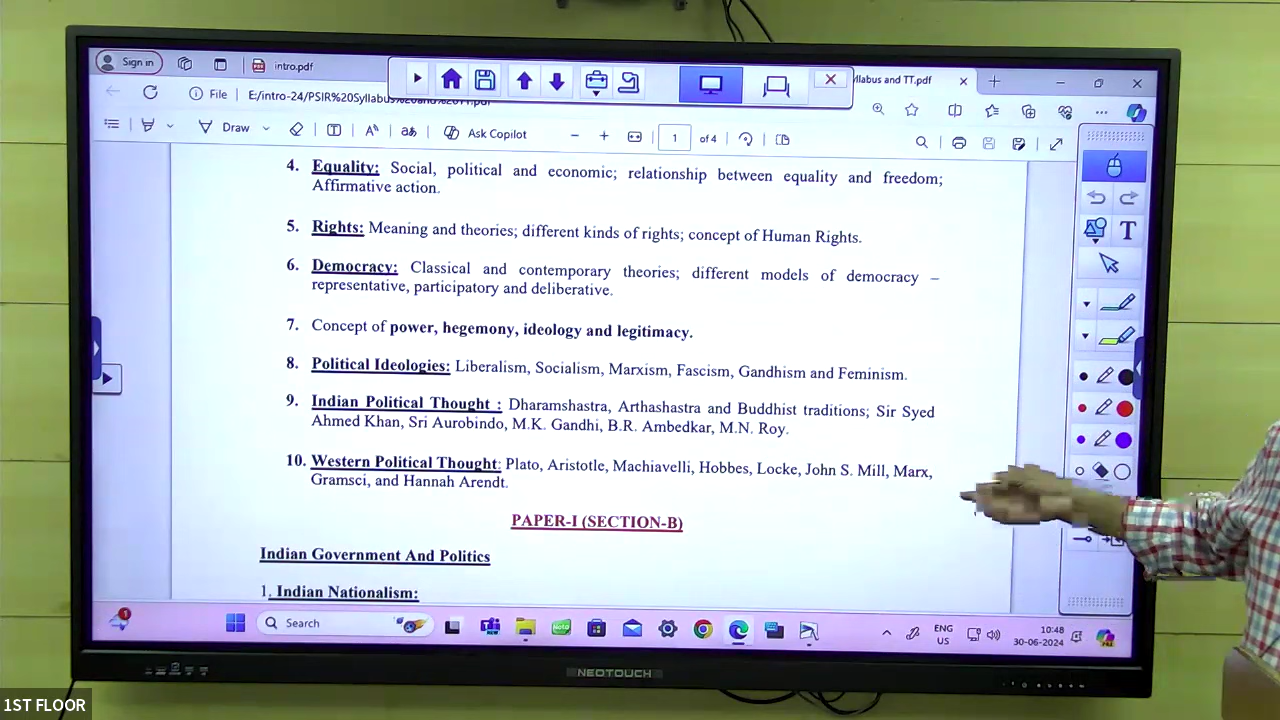 Sign in
intro.pdf
llabus and TT.pdf
File
E:/intro-24/PSIR%20Syllabus
Draw
Ask Copilot
1 of 4
4. Equality: Social, political and economic; relationship between equality and freedom;
Affirmative action.
5. Rights: Meaning and theories; different kinds of rights; concept of Human Rights.
6. Democracy: Classical and contemporary theories; different models of democracy –
representative, participatory and deliberative.
7. Concept of power, hegemony, ideology and legitimacy.
8. Political Ideologies: Liberalism, Socialism, Marxism, Fascism, Gandhism and Feminism.
9. Indian Political Thought : Dharamshastra, Arthashastra and Buddhist traditions; Sir Syed
Ahmed Khan, Sri Aurobindo, M.K. Gandhi, B.R. Ambedkar, M.N. Roy.
10. Western Political Thought: Plato, Aristotle, Machiavelli, Hobbes, Locke, John S. Mill, Marx,
Gramsci, and Hannah Arendt.
PAPER-I (SECTION-B)
Indian Government And Politics
1. Indian Nationalism:
Search
ENG
US
10:48
30-06-2024
NEOTOUCH
1ST FLOOR